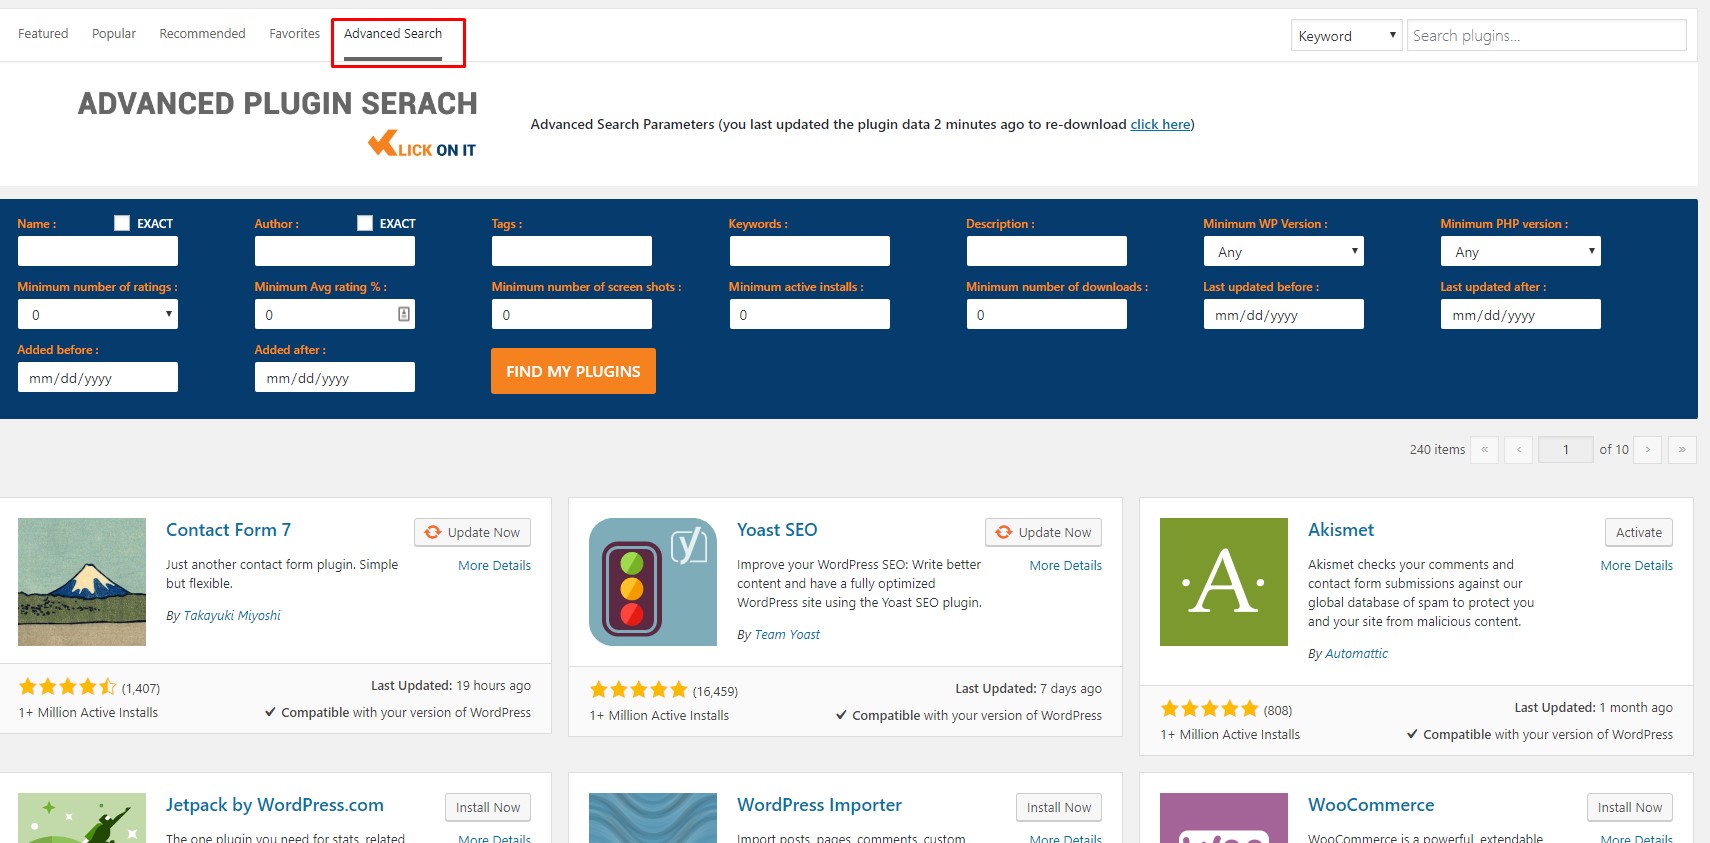 Featured Popular Recommended Favorites Advanced Search Keyword Search plugins...
ADVANCED PLUGIN SERACH
Advanced Search Parameters (you last updated the plugin data 2 minutes ago to re-download click here)
KLICK ON IT
Name : EXACT Author : EXACT Tags : Keywords : Description : Minimum WP Version : Minimum PHP version :
Any Any
Minimum number of ratings : Minimum Avg rating % : Minimum number of screen shots : Minimum active installs : Minimum number of downloads : Last updated before : Last updated after :
0 0 0 0 0 mm/dd/yyyy mm/dd/yyyy
Added before : Added after :
mm/dd/yyyy mm/dd/yyyy FIND MY PLUGINS
240 items « ‹ 1 of 10 › »
Contact Form 7
Update Now
More Details
Just another contact form plugin. Simple
but flexible.
By Takayuki Miyoshi
(1,407)
Last Updated: 19 hours ago
1+ Million Active Installs
Compatible with your version of WordPress
y
Yoast SEO
Update Now
More Details
Improve your WordPress SEO: Write better
content and have a fully optimized
WordPress site using the Yoast SEO plugin.
By Team Yoast
(16,459)
Last Updated: 7 days ago
1+ Million Active Installs
Compatible with your version of WordPress
·A·
Akismet
Activate
More Details
Akismet checks your comments and
contact form submissions against our
global database of spam to protect you
and your site from malicious content.
By Automattic
(808)
Last Updated: 1 month ago
1+ Million Active Installs
Compatible with your version of WordPress
Jetpack by WordPress.com
Install Now
More Details
The one plugin you need for stats, related
WordPress Importer
Install Now
More Details
Import posts, pages, comments, custom
Woo
WooCommerce
Install Now
More Details
WooCommerce is a powerful, extendable